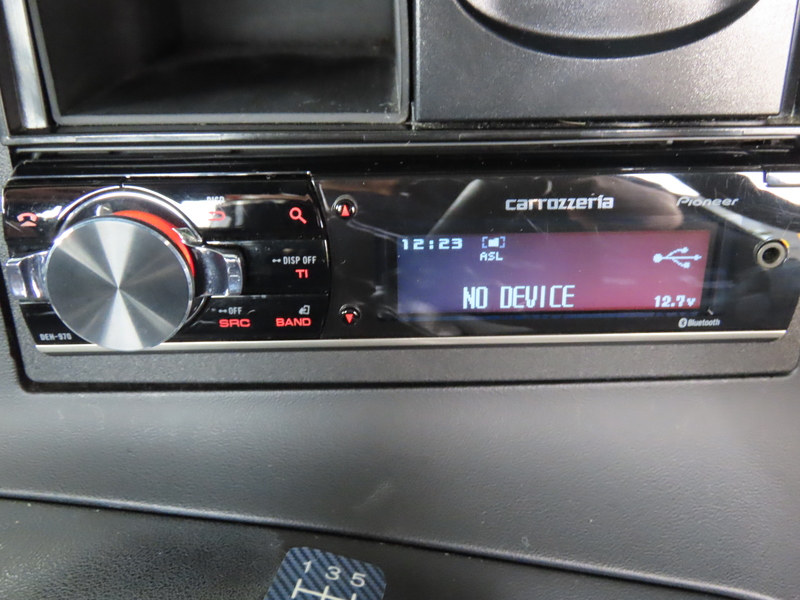 carrozzeria
Pioneer
DISP OFF
TI
OFF
SRC
BAND
DEH-970
12:23
ASL
NO DEVICE
12.7v
Bluetooth
1 3 5